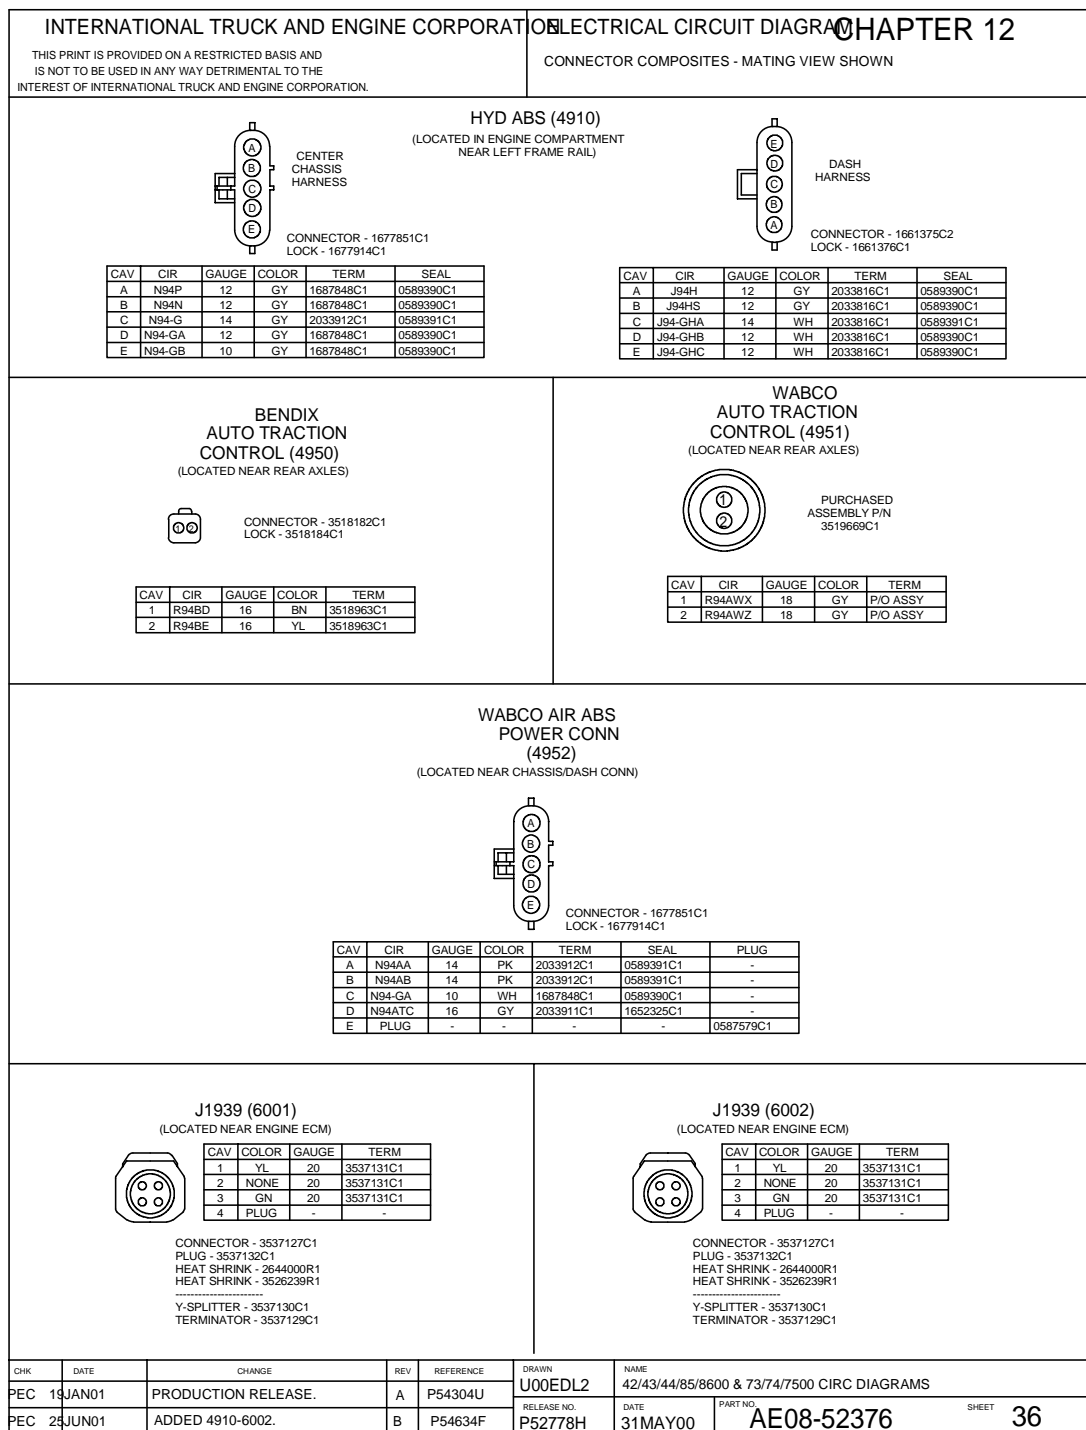 INTERNATIONAL TRUCK AND ENGINE CORPORATION
THIS PRINT IS PROVIDED ON A RESTRICTED BASIS AND
IS NOT TO BE USED IN ANY WAY DETRIMENTAL TO THE
INTEREST OF INTERNATIONAL TRUCK AND ENGINE CORPORATION.
ELECTRICAL CIRCUIT DIAGRAM
CHAPTER 12
CONNECTOR COMPOSITES - MATING VIEW SHOWN
HYD ABS (4910)
(LOCATED IN ENGINE COMPARTMENT
NEAR LEFT FRAME RAIL)
A
B
C
D
E
CENTER
CHASSIS
HARNESS
CONNECTOR - 1677851C1
LOCK - 1677914C1
CAV CIR GAUGE COLOR TERM SEAL
A N94P 12 GY 1687848C1 0589390C1
B N94N 12 GY 1687848C1 0589390C1
C N94-G 14 GY 2033912C1 0589391C1
D N94-GA 12 GY 1687848C1 0589390C1
E N94-GB 10 GY 1687848C1 0589390C1
E
D
C
B
A
DASH
HARNESS
CONNECTOR - 1661375C2
LOCK - 1661376C1
CAV CIR GAUGE COLOR TERM SEAL
A J94H 12 GY 2033816C1 0589390C1
B J94HS 12 GY 2033816C1 0589390C1
C J94-GHA 14 WH 2033816C1 0589391C1
D J94-GHB 12 WH 2033816C1 0589390C1
E J94-GHC 12 WH 2033816C1 0589390C1
BENDIX
AUTO TRACTION
CONTROL (4950)
(LOCATED NEAR REAR AXLES)
1 2
CONNECTOR - 3518182C1
LOCK - 3518184C1
CAV CIR GAUGE COLOR TERM
1 R94BD 16 BN 3518963C1
2 R94BE 16 YL 3518963C1
WABCO
AUTO TRACTION
CONTROL (4951)
(LOCATED NEAR REAR AXLES)
1
2
PURCHASED
ASSEMBLY P/N
3519669C1
CAV CIR GAUGE COLOR TERM
1 R94AWX 18 GY P/O ASSY
2 R94AWZ 18 GY P/O ASSY
WABCO AIR ABS
POWER CONN
(4952)
(LOCATED NEAR CHASSIS/DASH CONN)
A
B
C
D
E
CONNECTOR - 1677851C1
LOCK - 1677914C1
CAV CIR GAUGE COLOR TERM SEAL PLUG
A N94AA 14 PK 2033912C1 0589391C1 -
B N94AB 14 PK 2033912C1 0589391C1 -
C N94-GA 10 WH 1687848C1 0589390C1 -
D N94ATC 16 GY 2033911C1 1652325C1 -
E PLUG - - - - 0587579C1
J1939 (6001)
(LOCATED NEAR ENGINE ECM)
CAV COLOR GAUGE TERM
1 YL 20 3537131C1
2 NONE 20 3537131C1
3 GN 20 3537131C1
4 PLUG - -
CONNECTOR - 3537127C1
PLUG - 3537132C1
HEAT SHRINK - 2644000R1
HEAT SHRINK - 3526239R1
-----------------------
Y-SPLITTER - 3537130C1
TERMINATOR - 3537129C1
J1939 (6002)
(LOCATED NEAR ENGINE ECM)
CAV COLOR GAUGE TERM
1 YL 20 3537131C1
2 NONE 20 3537131C1
3 GN 20 3537131C1
4 PLUG - -
CONNECTOR - 3537127C1
PLUG - 3537132C1
HEAT SHRINK - 2644000R1
HEAT SHRINK - 3526239R1
-----------------------
Y-SPLITTER - 3537130C1
TERMINATOR - 3537129C1
CHK DATE CHANGE REV REFERENCE
PEC 19JAN01 PRODUCTION RELEASE. A P54304U
PEC 25JUN01 ADDED 4910-6002. B P54634F
DRAWN
U00EDL2
NAME
42/43/44/85/8600 & 73/74/7500 CIRC DIAGRAMS
RELEASE NO.
P52778H
DATE
31MAY00
PART NO.
AE08-52376
SHEET 36